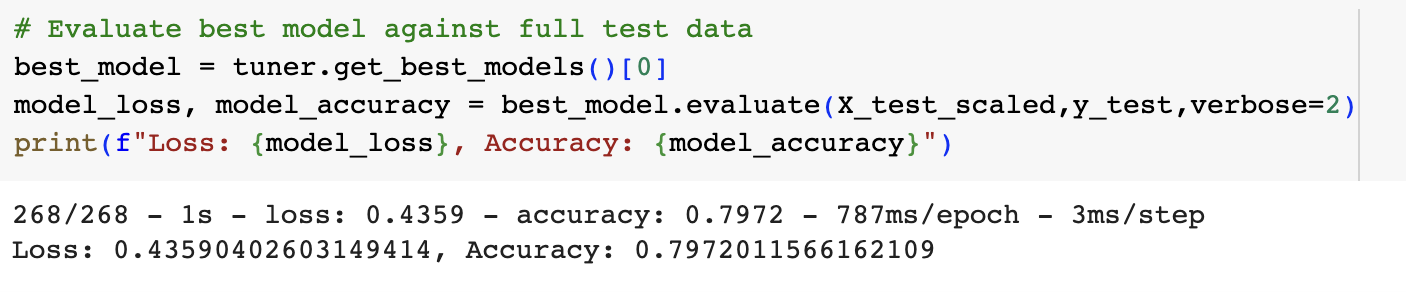 # Evaluate best model against full test data
best_model = tuner.get_best_models()[0]
model_loss, model_accuracy = best_model.evaluate(X_test_scaled,y_test,verbose=2)
print(f"Loss: {model_loss}, Accuracy: {model_accuracy}")
268/268 - 1s - loss: 0.4359 - accuracy: 0.7972 - 787ms/epoch - 3ms/step
Loss: 0.43590402603149414, Accuracy: 0.7972011566162109